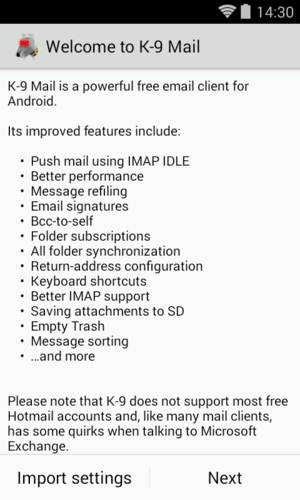 14:30
Welcome to K-9 Mail
K-9 Mail is a powerful free email client for
Android.
Its improved features include:
• Push mail using IMAP IDLE
• Better performance
• Message refiling
• Email signatures
• Bcc-to-self
• Folder subscriptions
• All folder synchronization
• Return-address configuration
• Keyboard shortcuts
• Better IMAP support
• Saving attachments to SD
• Empty Trash
• Message sorting
• …and more
Please note that K-9 does not support most free
Hotmail accounts and, like many mail clients,
has some quirks when talking to Microsoft
Exchange.
Import settings
Next